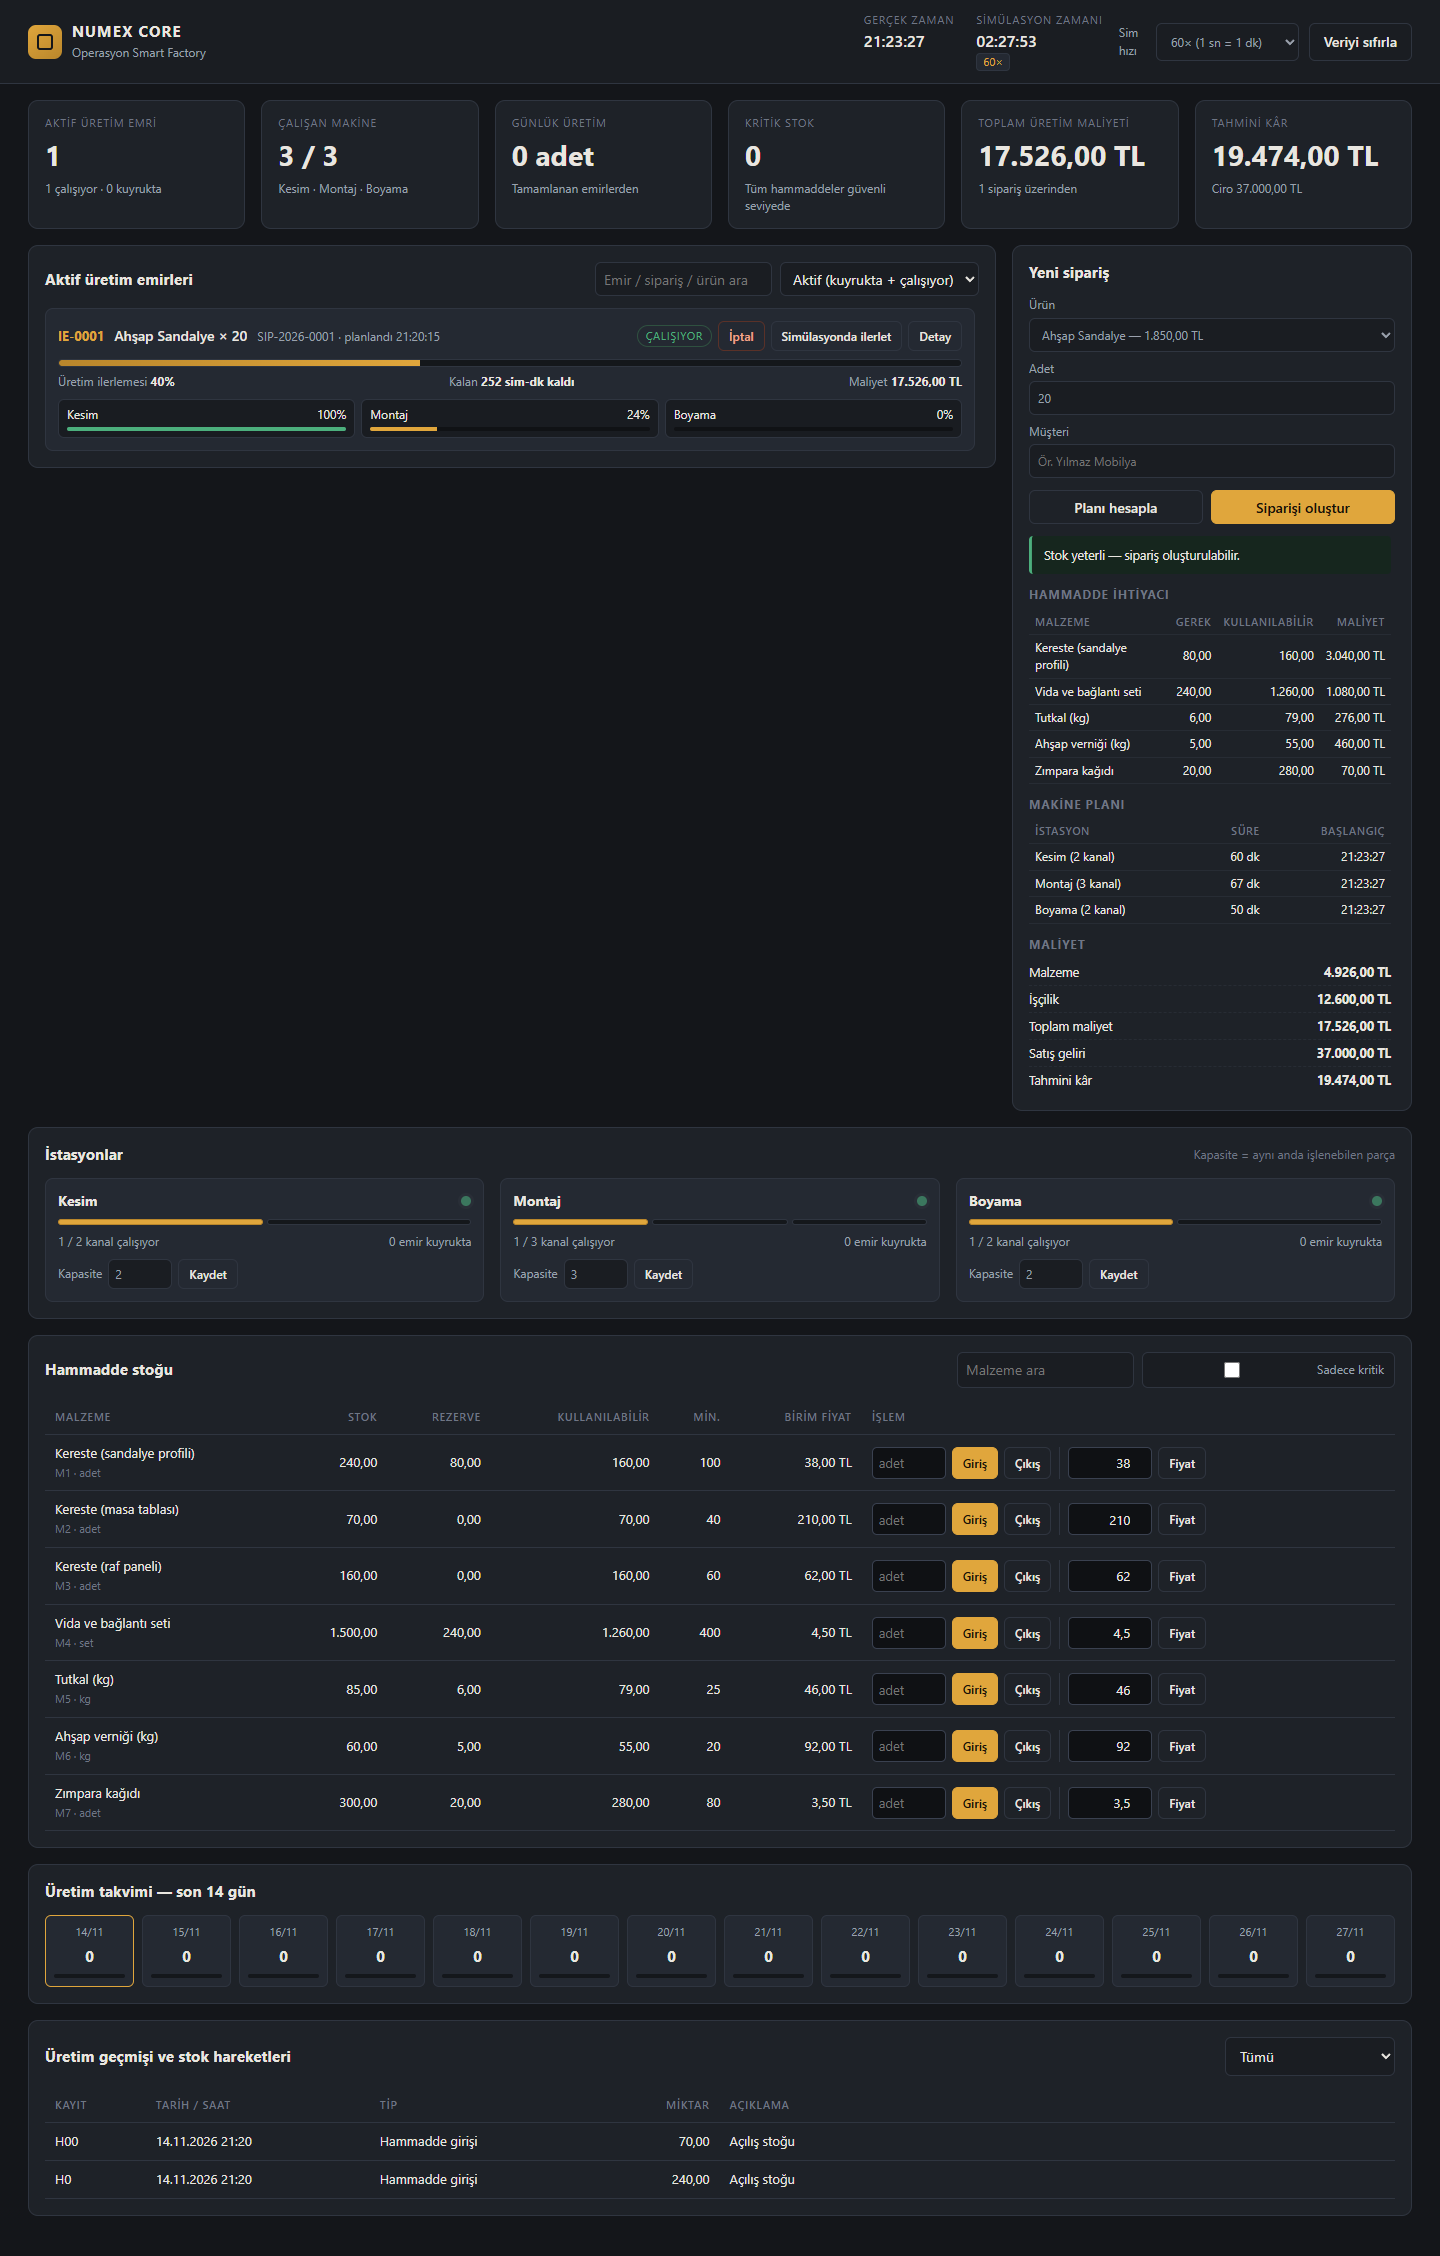 NUMEX CORE
Operasyon Smart Factory
GERÇEK ZAMAN
21:23:27
SİMÜLASYON ZAMANI
02:27:53
60×
Sim hızı
60× (1 sn = 1 dk)
Veriyi sıfırla
AKTİF ÜRETİM EMRİ
1
1 çalışıyor · 0 kuyrukta
ÇALIŞAN MAKİNE
3 / 3
Kesim · Montaj · Boyama
GÜNLÜK ÜRETİM
0 adet
Tamamlanan emirlerden
KRİTİK STOK
0
Tüm hammaddeler güvenli
seviyede
TOPLAM ÜRETİM MALİYETİ
17.526,00 TL
1 sipariş üzerinden
TAHMİNİ KÂR
19.474,00 TL
Ciro 37.000,00 TL
Aktif üretim emirleri
Emir / sipariş / ürün ara
Aktif (kuyrukta + çalışıyor)
IE-0001 Ahşap Sandalye × 20 SIP-2026-0001 · planlandı 21:20:15
ÇALIŞIYOR
İptal
Simülasyonda ilerlet
Detay
Üretim ilerlemesi 40%
Kalan 252 sim-dk kaldı
Maliyet 17.526,00 TL
Kesim 100%
Montaj 24%
Boyama 0%
Yeni sipariş
Ürün
Ahşap Sandalye — 1.850,00 TL
Adet
20
Müşteri
Ör. Yılmaz Mobilya
Planı hesapla
Siparişi oluştur
Stok yeterli — sipariş oluşturulabilir.
HAMMADDE İHTİYACI
MALZEME GEREK KULLANILABİLİR MALİYET
Kereste (sandalye profili) 80,00 160,00 3.040,00 TL
Vida ve bağlantı seti 240,00 1.260,00 1.080,00 TL
Tutkal (kg) 6,00 79,00 276,00 TL
Ahşap verniği (kg) 5,00 55,00 460,00 TL
Zımpara kağıdı 20,00 280,00 70,00 TL
MAKİNE PLANI
İSTASYON SÜRE BAŞLANGIÇ
Kesim (2 kanal) 60 dk 21:23:27
Montaj (3 kanal) 67 dk 21:23:27
Boyama (2 kanal) 50 dk 21:23:27
MALİYET
Malzeme 4.926,00 TL
İşçilik 12.600,00 TL
Toplam maliyet 17.526,00 TL
Satış geliri 37.000,00 TL
Tahmini kâr 19.474,00 TL
İstasyonlar
Kapasite = aynı anda işlenebilen parça
Kesim
1 / 2 kanal çalışıyor 0 emir kuyrukta
Kapasite 2 Kaydet
Montaj
1 / 3 kanal çalışıyor 0 emir kuyrukta
Kapasite 3 Kaydet
Boyama
1 / 2 kanal çalışıyor 0 emir kuyrukta
Kapasite 2 Kaydet
Hammadde stoğu
Malzeme ara
Sadece kritik
MALZEME STOK REZERVE KULLANILABİLİR MİN. BİRİM FİYAT İŞLEM
Kereste (sandalye profili) 240,00 80,00 160,00 100 38,00 TL adet Giriş Çıkış 38 Fiyat
M1 · adet
Kereste (masa tablası) 70,00 0,00 70,00 40 210,00 TL adet Giriş Çıkış 210 Fiyat
M2 · adet
Kereste (raf paneli) 160,00 0,00 160,00 60 62,00 TL adet Giriş Çıkış 62 Fiyat
M3 · adet
Vida ve bağlantı seti 1.500,00 240,00 1.260,00 400 4,50 TL adet Giriş Çıkış 4,5 Fiyat
M4 · set
Tutkal (kg) 85,00 6,00 79,00 25 46,00 TL adet Giriş Çıkış 46 Fiyat
M5 · kg
Ahşap verniği (kg) 60,00 5,00 55,00 20 92,00 TL adet Giriş Çıkış 92 Fiyat
M6 · kg
Zımpara kağıdı 300,00 20,00 280,00 80 3,50 TL adet Giriş Çıkış 3,5 Fiyat
M7 · adet
Üretim takvimi — son 14 gün
14/11 15/11 16/11 17/11 18/11 19/11 20/11 21/11 22/11 23/11 24/11 25/11 26/11 27/11
0 0 0 0 0 0 0 0 0 0 0 0 0 0
Üretim geçmişi ve stok hareketleri
Tümü
KAYIT TARİH / SAAT TİP MİKTAR AÇIKLAMA
H00 14.11.2026 21:20 Hammadde girişi 70,00 Açılış stoğu
H0 14.11.2026 21:20 Hammadde girişi 240,00 Açılış stoğu